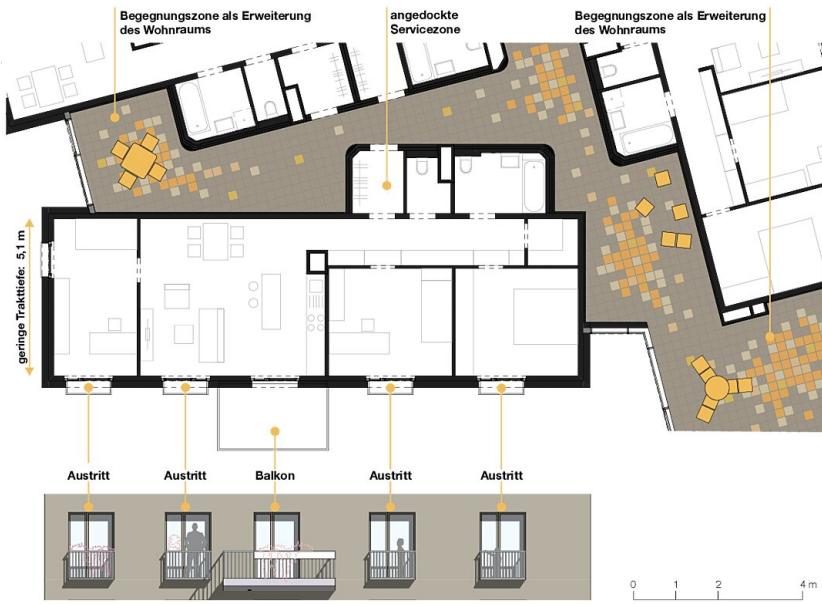 Begegnungszone als Erweiterung
des Wohnraums
angedockte
Servicezone
Begegnungszone als Erweiterung
des Wohnraums
geringe Trakttiefe: 5,1 m
Austritt
Austritt
Balkon
Austritt
Austritt
0 1 2 4 m